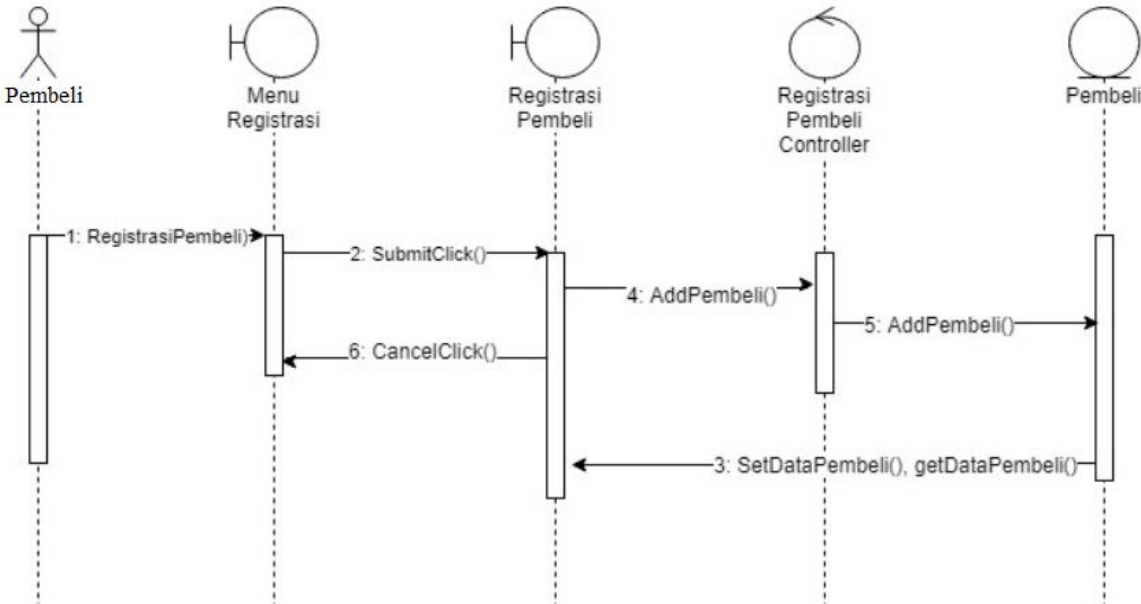 Pembeli
Menu
Registrasi
Registrasi
Pembeli
Registrasi
Pembeli
Controller
Pembeli
1: RegistrasiPembeli)
2: SubmitClick()
4: AddPembeli()
5: AddPembeli()
6: CancelClick()
3: SetDataPembeli(), getDataPembeli()